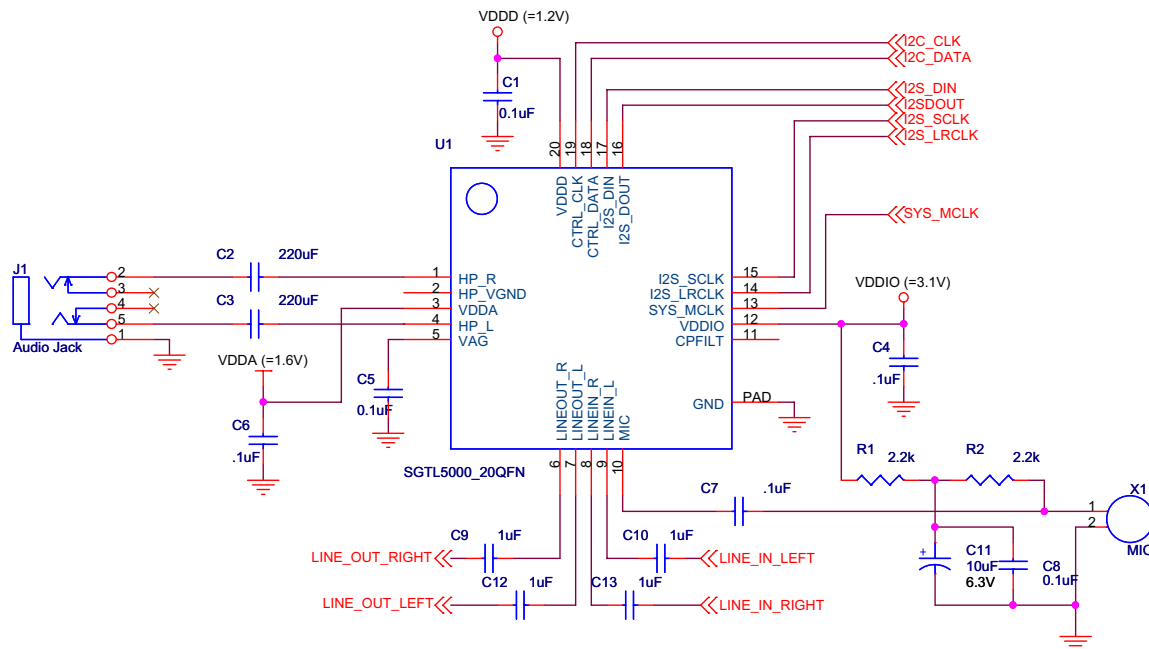 VDDD (=1.2V)
I2C_CLK
I2C_DATA
C1
0.1uF
I2S_DIN
I2SDOUT
I2S_SCLK
I2S_LRCLK
U1
20
19
18
17
16
VDDD
CTRL_CLK
CTRL_DATA
I2S_DIN
I2S_DOUT
SYS_MCLK
C2
220uF
J1
2
3
4
5
1
Audio Jack
C3
220uF
1
2
3
4
5
HP_R
HP_VGND
VDDA
HP_L
VAG
I2S_SCLK
I2S_LRCLK
SYS_MCLK
VDDIO
CPFILT
15
14
13
12
11
VDDIO (=3.1V)
C4
.1uF
VDDA (=1.6V)
C5
0.1uF
C6
.1uF
LINEOUT_R
LINEOUT_L
LINEIN_R
LINEIN_L
MIC
GND
PAD
6
7
8
9
10
SGTL5000_20QFN
R1
2.2k
R2
2.2k
C7
.1uF
1
2
X1
MIC
C9
1uF
C10
1uF
LINE_OUT_RIGHT
LINE_IN_LEFT
+
C11
10uF
6.3V
C8
0.1uF
C12
1uF
C13
1uF
LINE_OUT_LEFT
LINE_IN_RIGHT